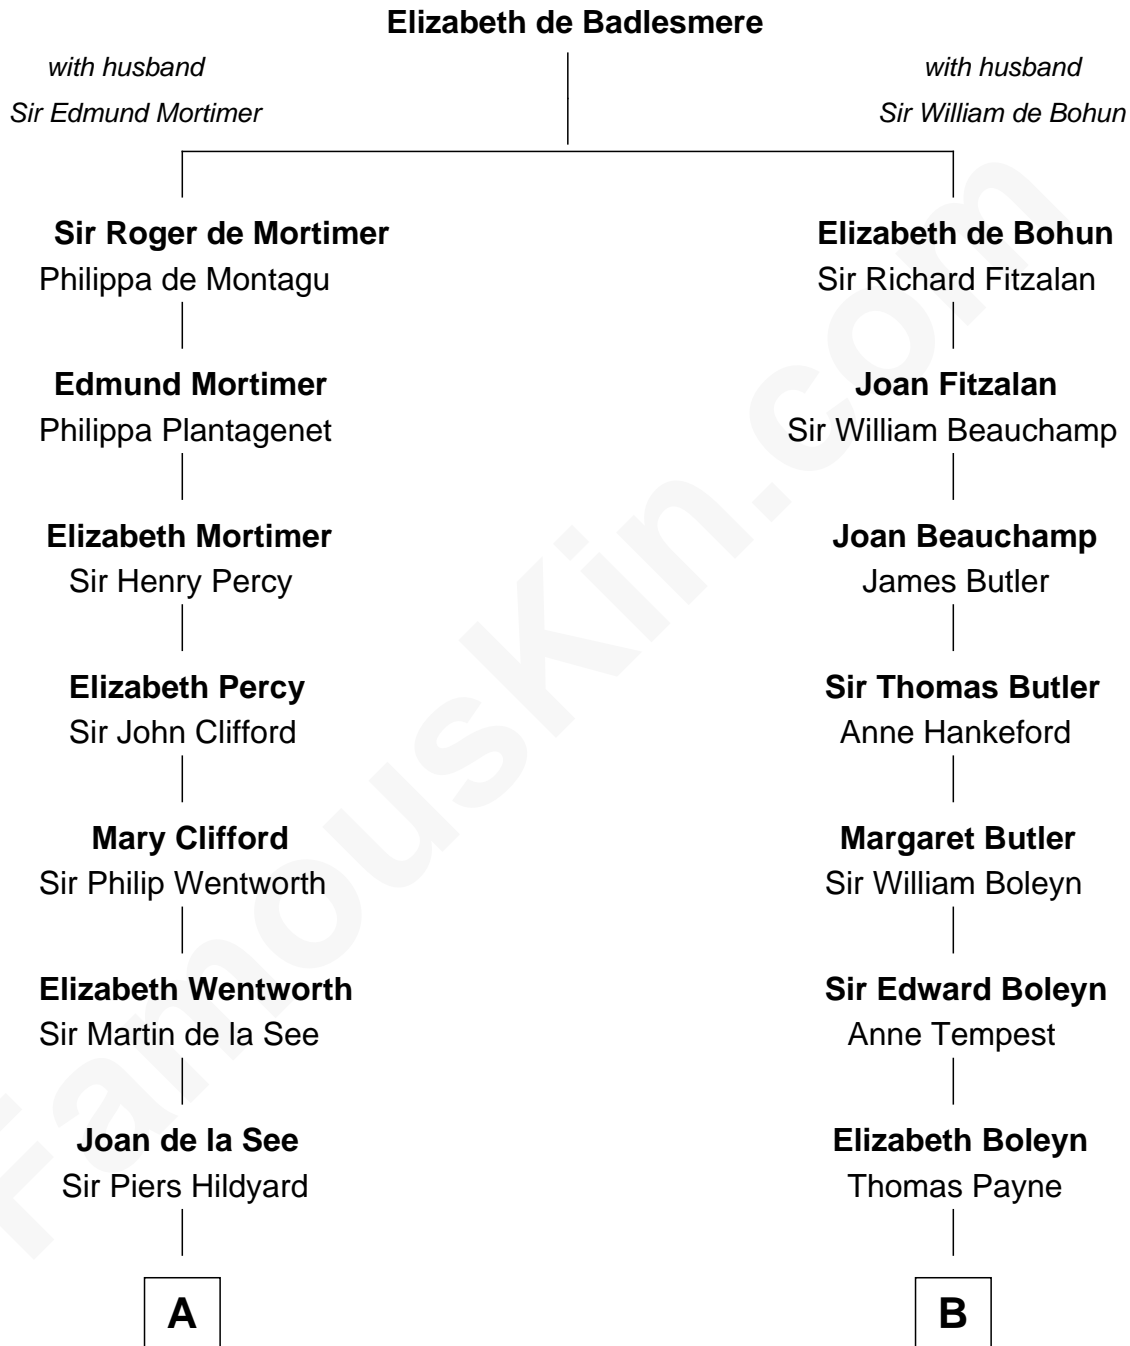 Elizabeth de Badlesmere
with husband
Sir Edmund Mortimer
with husband
Sir William de Bohun
Sir Roger de Mortimer
Philippa de Montagu
Elizabeth de Bohun
Sir Richard Fitzalan
Edmund Mortimer
Philippa Plantagenet
Joan Fitzalan
Sir William Beauchamp
Elizabeth Mortimer
Sir Henry Percy
Joan Beauchamp
James Butler
Elizabeth Percy
Sir John Clifford
Sir Thomas Butler
Anne Hankeford
Mary Clifford
Sir Philip Wentworth
Margaret Butler
Sir William Boleyn
Elizabeth Wentworth
Sir Martin de la See
Sir Edward Boleyn
Anne Tempest
Joan de la See
Sir Piers Hildyard
Elizabeth Boleyn
Thomas Payne
A
B
FamousKin.com